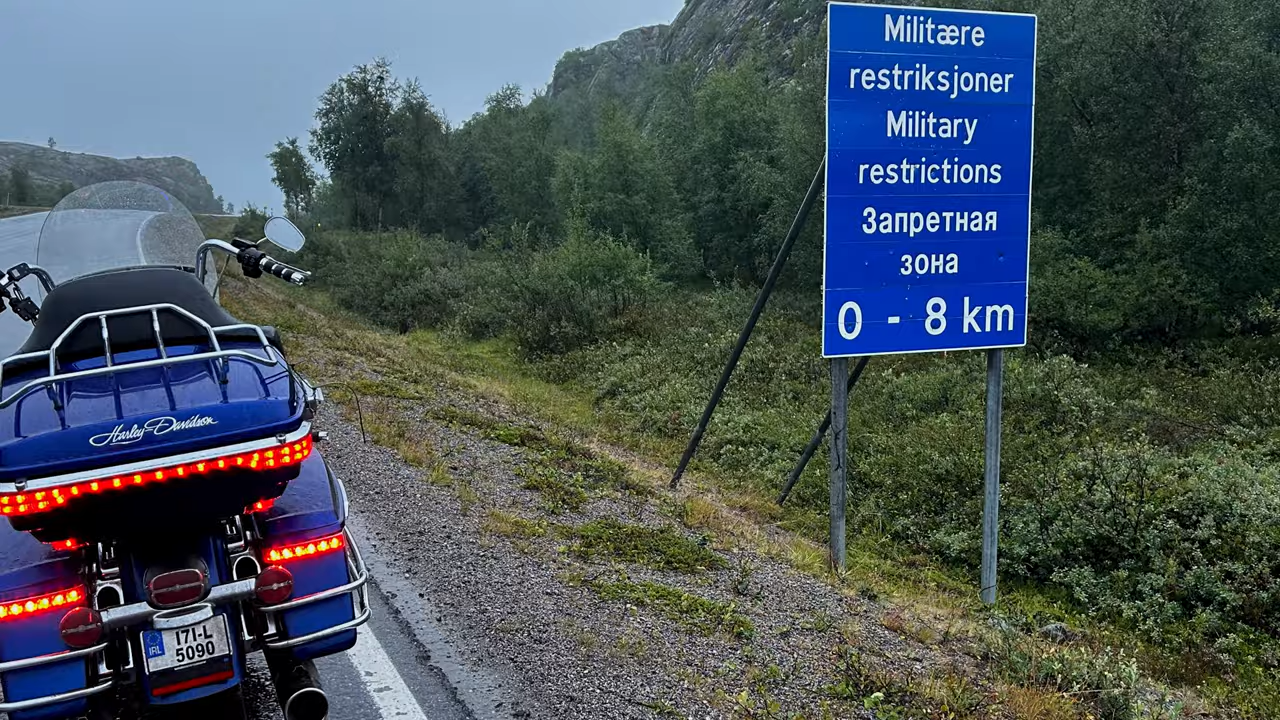 Militære
restriksjoner
Military
restrictions
Запретная
зона
0 - 8 km
Harley-Davidson
IRL
171-L
5090